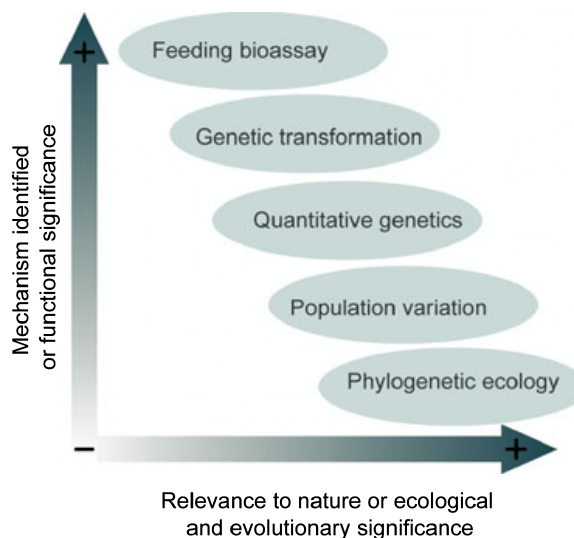 +
Feeding bioassay
Genetic transformation
Quantitative genetics
Population variation
Phylogenetic ecology
Mechanism identified
or functional significance
−
+
Relevance to nature or ecological
and evolutionary significance